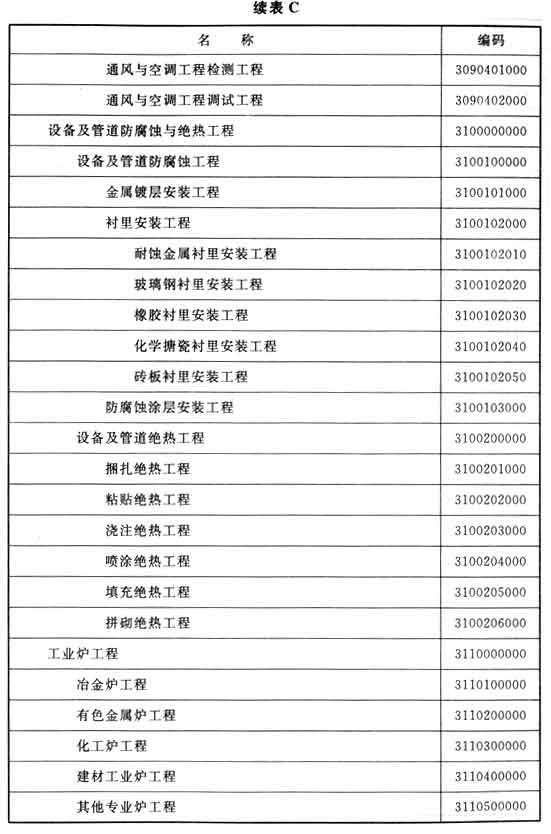 续表 C
名 称 编码
通风与空调工程检测工程 3090401000
通风与空调工程调试工程 3090402000
设备及管道防腐蚀与绝热工程 3100000000
设备及管道防腐蚀工程 3100100000
金属镀层安装工程 3100101000
衬里安装工程 3100102000
耐蚀金属衬里安装工程 3100102010
玻璃钢衬里安装工程 3100102020
橡胶衬里安装工程 3100102030
化学搪瓷衬里安装工程 3100102040
砖板衬里安装工程 3100102050
防腐蚀涂层安装工程 3100103000
设备及管道绝热工程 3100200000
捆扎绝热工程 3100201000
粘贴绝热工程 3100202000
浇注绝热工程 3100203000
喷涂绝热工程 3100204000
填充绝热工程 3100205000
拼砌绝热工程 3100206000
工业炉工程 3110000000
冶金炉工程 3110100000
有色金属炉工程 3110200000
化工炉工程 3110300000
建材工业炉工程 3110400000
其他专业炉工程 3110500000